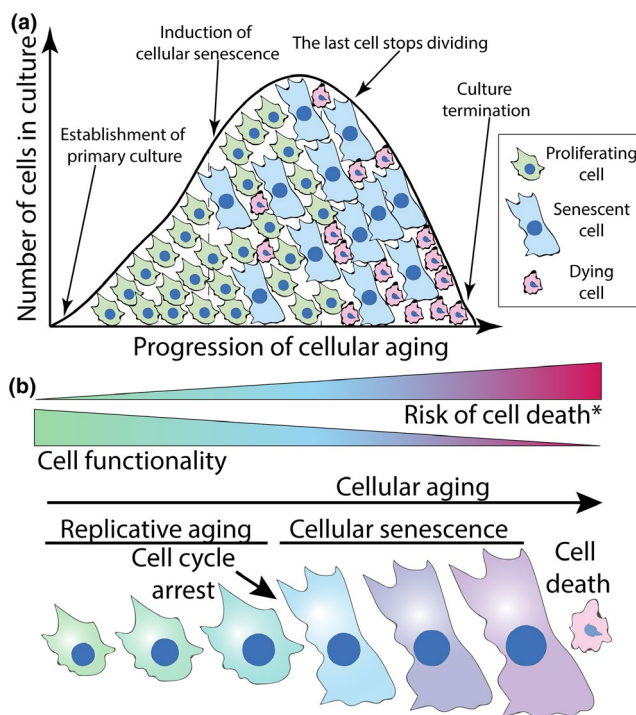 (a)
Induction of
cellular senescence
The last cell stops dividing
Culture
termination
Establishment of
primary culture
Number of cells in culture
Proliferating
cell
Senescent
cell
Dying
cell
Progression of cellular aging
(b)
Risk of cell death*
Cell functionality
Cellular aging
Replicative aging
Cellular senescence
Cell cycle
arrest
Cell
death